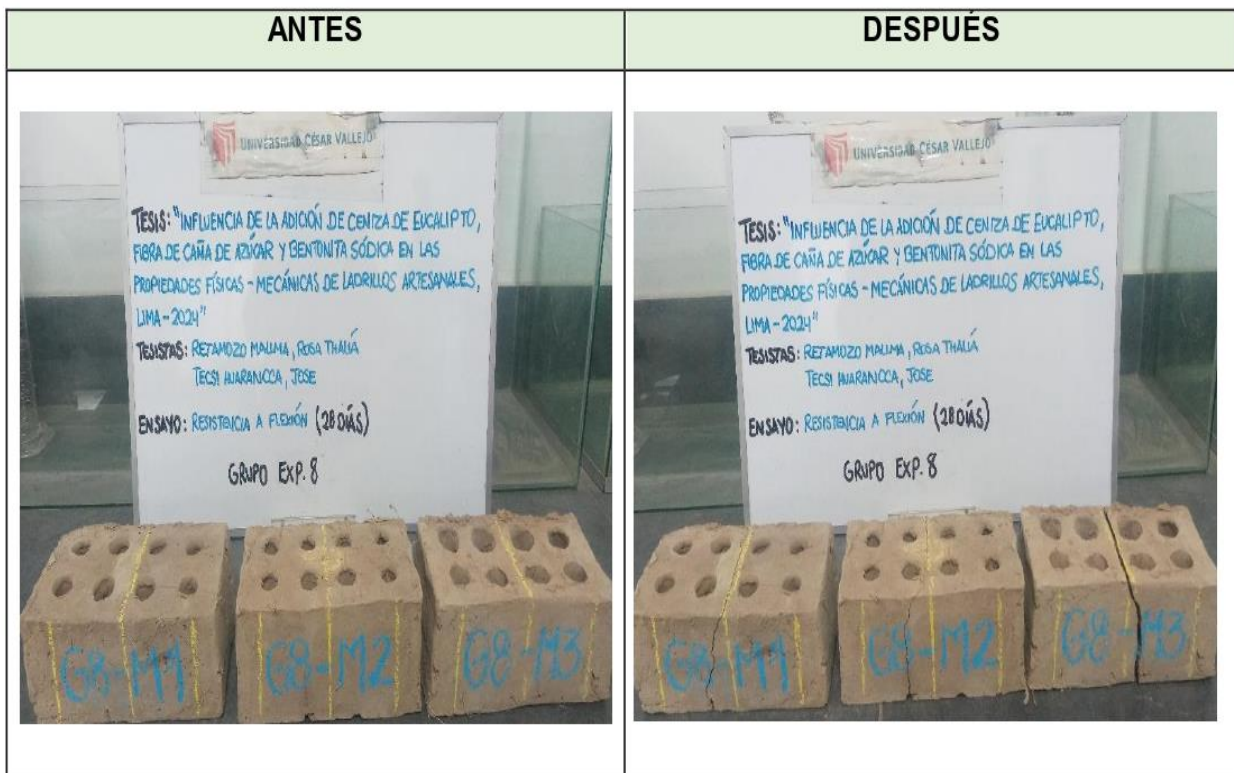 ANTES
DESPUÉS
UNIVERSIDAD CÉSAR VALLEJO
TESIS: "INFLUENCIA DE LA ADICIÓN DE CENIZA DE EUCALIPTO,
FIBRA DE CAÑA DE AZÚCAR Y BENTONITA SÓDICA EN LAS
PROPIEDADES FÍSICAS - MECÁNICAS DE LADRILLOS ARTESANALES,
LIMA - 2024"
TESISTAS: RETAMOZO MALLMA, ROSA THALÍA
TECSI HUARANCCA, JOSE
ENSAYO: RESISTENCIA A FLEXIÓN (28 DÍAS)
GRUPO EXP. 8
G8-M1
G8-M2
G8-M3
UNIVERSIDAD CÉSAR VALLEJO
TESIS: "INFLUENCIA DE LA ADICIÓN DE CENIZA DE EUCALIPTO,
FIBRA DE CAÑA DE AZÚCAR Y BENTONITA SÓDICA EN LAS
PROPIEDADES FÍSICAS - MECÁNICAS DE LADRILLOS ARTESANALES,
LIMA - 2024"
TESISTAS: RETAMOZO MALLMA, ROSA THALÍA
TECSI HUARANCCA, JOSE
ENSAYO: RESISTENCIA A FLEXIÓN (28 DÍAS)
GRUPO EXP. 8
G8-M1
G8-M2
G8-M3